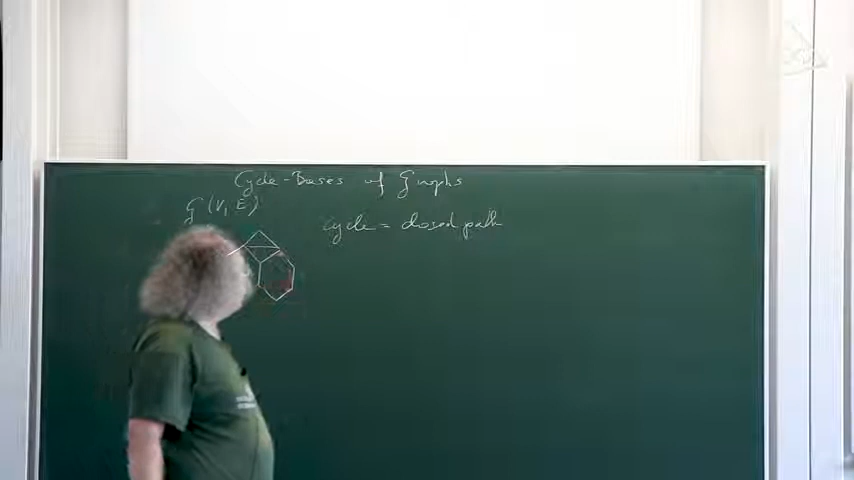 Cycle-Bases of Graphs
G (V, E)
cycle = closed path